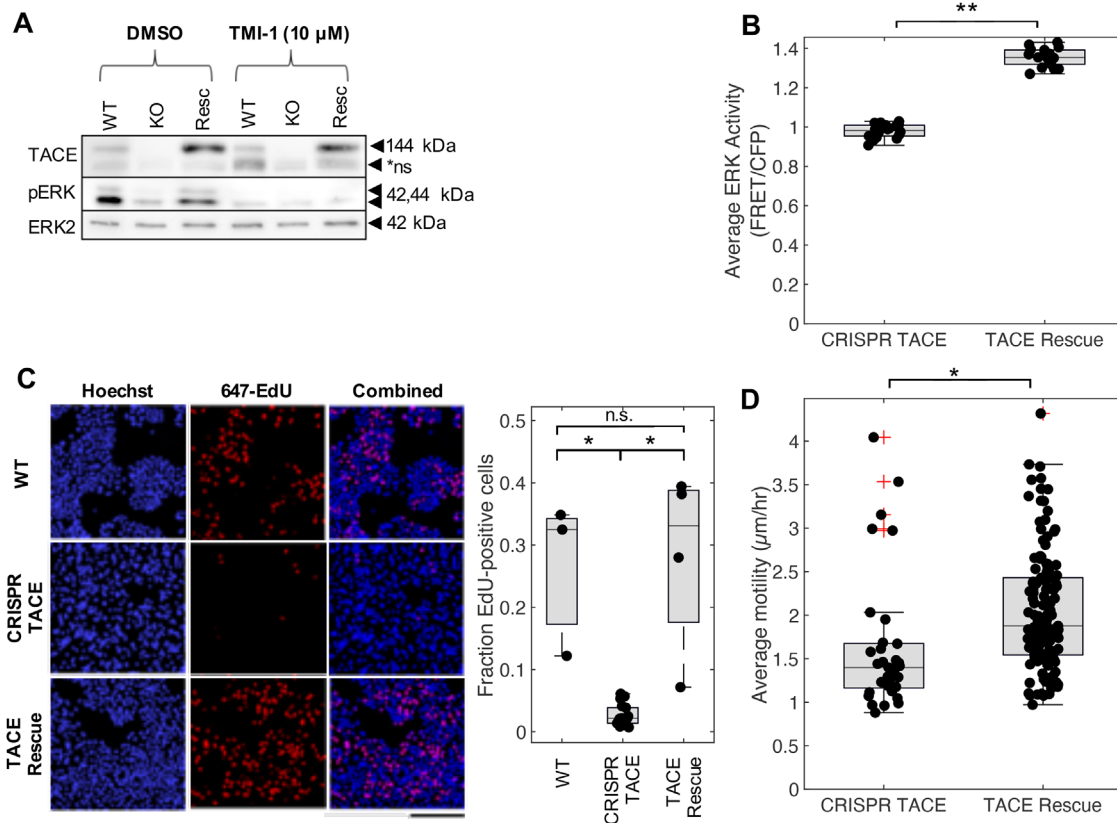 A
DMSO
TMI-1 (10 µM)
WT
KO
Resc
WT
KO
Resc
TACE
144 kDa
*ns
pERK
42,44 kDa
ERK2
42 kDa
B
**
Average ERK Activity
(FRET/CFP)
1.4
1.2
1
0.8
0.6
0.4
0.2
0
CRISPR TACE
TACE Rescue
C
Hoechst
647-EdU
Combined
WT
CRISPR
TACE
TACE
Rescue
Fraction EdU-positive cells
0.5
0.4
0.3
0.2
0.1
0
n.s.
*
*
WT
CRISPR
TACE
TACE
Rescue
D
*
Average motility (µm/hr)
4
3.5
3
2.5
2
1.5
1
0.5
0
CRISPR TACE
TACE Rescue